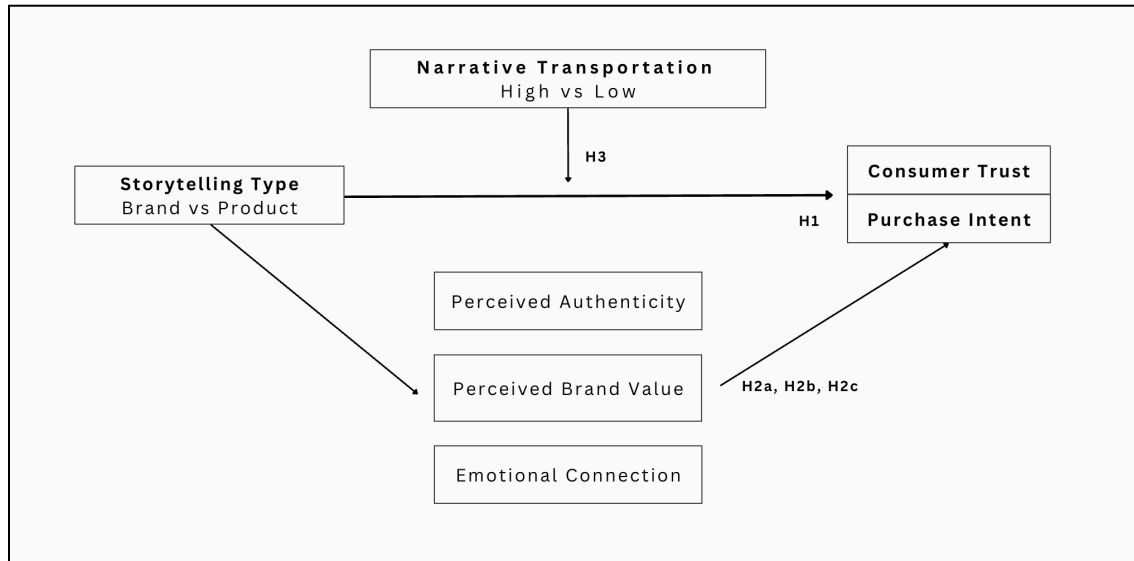 Narrative Transportation
High vs Low
H3
Storytelling Type
Brand vs Product
Consumer Trust
H1
Purchase Intent
Perceived Authenticity
Perceived Brand Value
H2a, H2b, H2c
Emotional Connection